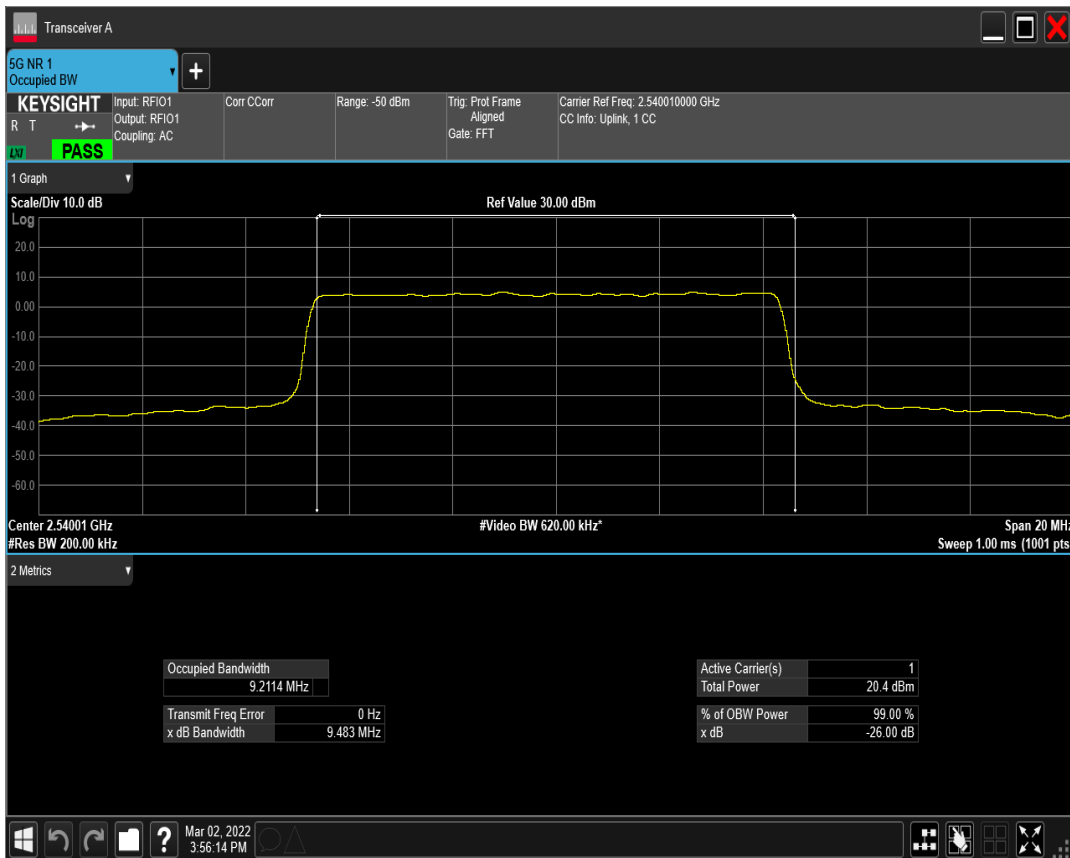 Transceiver A
5G NR 1
Occupied BW
+
KEYSIGHT
R T
LXI
PASS
Input: RFIO1
Output: RFIO1
Coupling: AC
Corr CCorr
Range: -50 dBm
Trig: Prot Frame
Aligned
Gate: FFT
Carrier Ref Freq: 2.540010000 GHz
CC Info: Uplink, 1 CC
1 Graph
Scale/Div 10.0 dB
Ref Value 30.00 dBm
Log
20.0
10.0
0.00
-10.0
-20.0
-30.0
-40.0
-50.0
-60.0
Center 2.54001 GHz
#Video BW 620.00 kHz*
Span 20 MHz
#Res BW 200.00 kHz
Sweep 1.00 ms (1001 pts
2 Metrics
Occupied Bandwidth
9.2114 MHz
Transmit Freq Error 0 Hz
x dB Bandwidth 9.483 MHz
Active Carrier(s) 1
Total Power 20.4 dBm
% of OBW Power 99.00 %
x dB -26.00 dB
?
Mar 02, 2022
3:56:14 PM